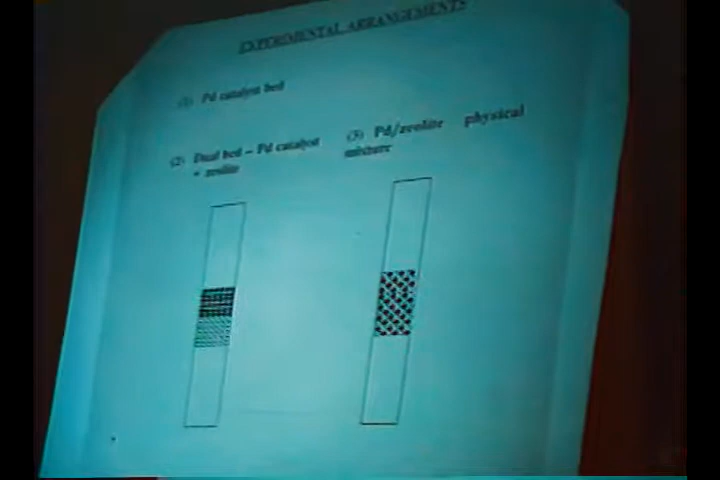 EXPERIMENTAL ARRANGEMENTS
(1) Pd catalyst bed
(2) Dual bed - Pd catalyst
+ zeolite
(3) Pd/zeolite physical
mixture